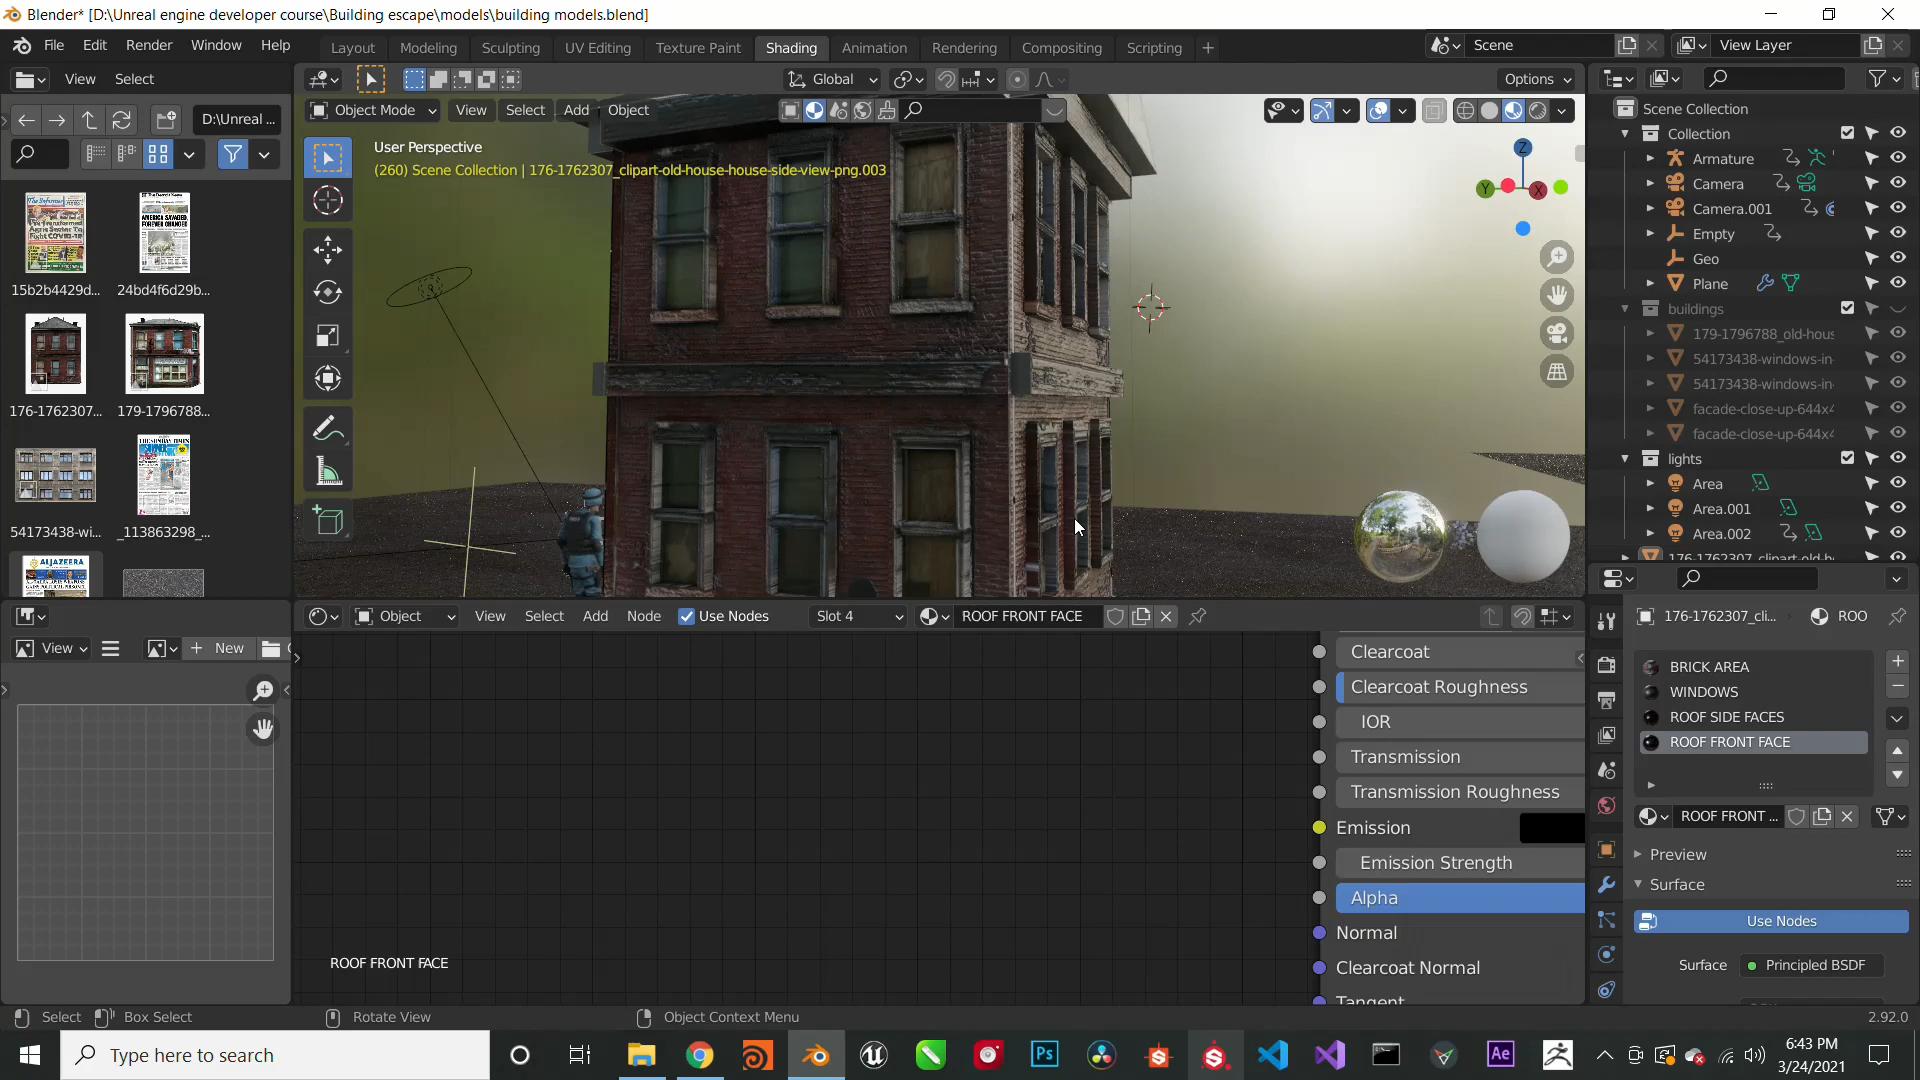 Blender* [D:\Unreal engine developer course\Building escape\models\building models.blend]
File Edit Render Window Help
Layout Modeling Sculpting UV Editing Texture Paint Shading Animation Rendering Compositing Scripting
Scene
View Layer
View Select
Global
Options
D:\Unreal ...
Object Mode View Select Add Object
User Perspective
(260) Scene Collection | 176-1762307_clipart-old-house-house-side-view-png.003
Z
Y
X
15b2b4429d...
24bd4f6d29b...
176-1762307...
179-1796788...
54173438-wi...
_113863298_...
ALJAZEERA
Scene Collection
Collection
Armature
Camera
Camera.001
Empty
Geo
Plane
buildings
179-1796788_old-hous
54173438-windows-in-
54173438-windows-in-
facade-close-up-644x4
facade-close-up-644x4
lights
Area
Area.001
Area.002
176-1762307_clipart-old-h
View
New
Object View Select Add Node Use Nodes Slot 4 ROOF FRONT FACE
Clearcoat
Clearcoat Roughness
IOR
Transmission
Transmission Roughness
Emission
Emission Strength
Alpha
Normal
Clearcoat Normal
Tangent
ROOF FRONT FACE
176-1762307_cli...
ROO
BRICK AREA
WINDOWS
ROOF SIDE FACES
ROOF FRONT FACE
ROOF FRONT ...
Preview
Surface
Use Nodes
Surface
Principled BSDF
Select
Box Select
Rotate View
Object Context Menu
2.92.0
Type here to search
Ps
Ae
6:43 PM
3/24/2021